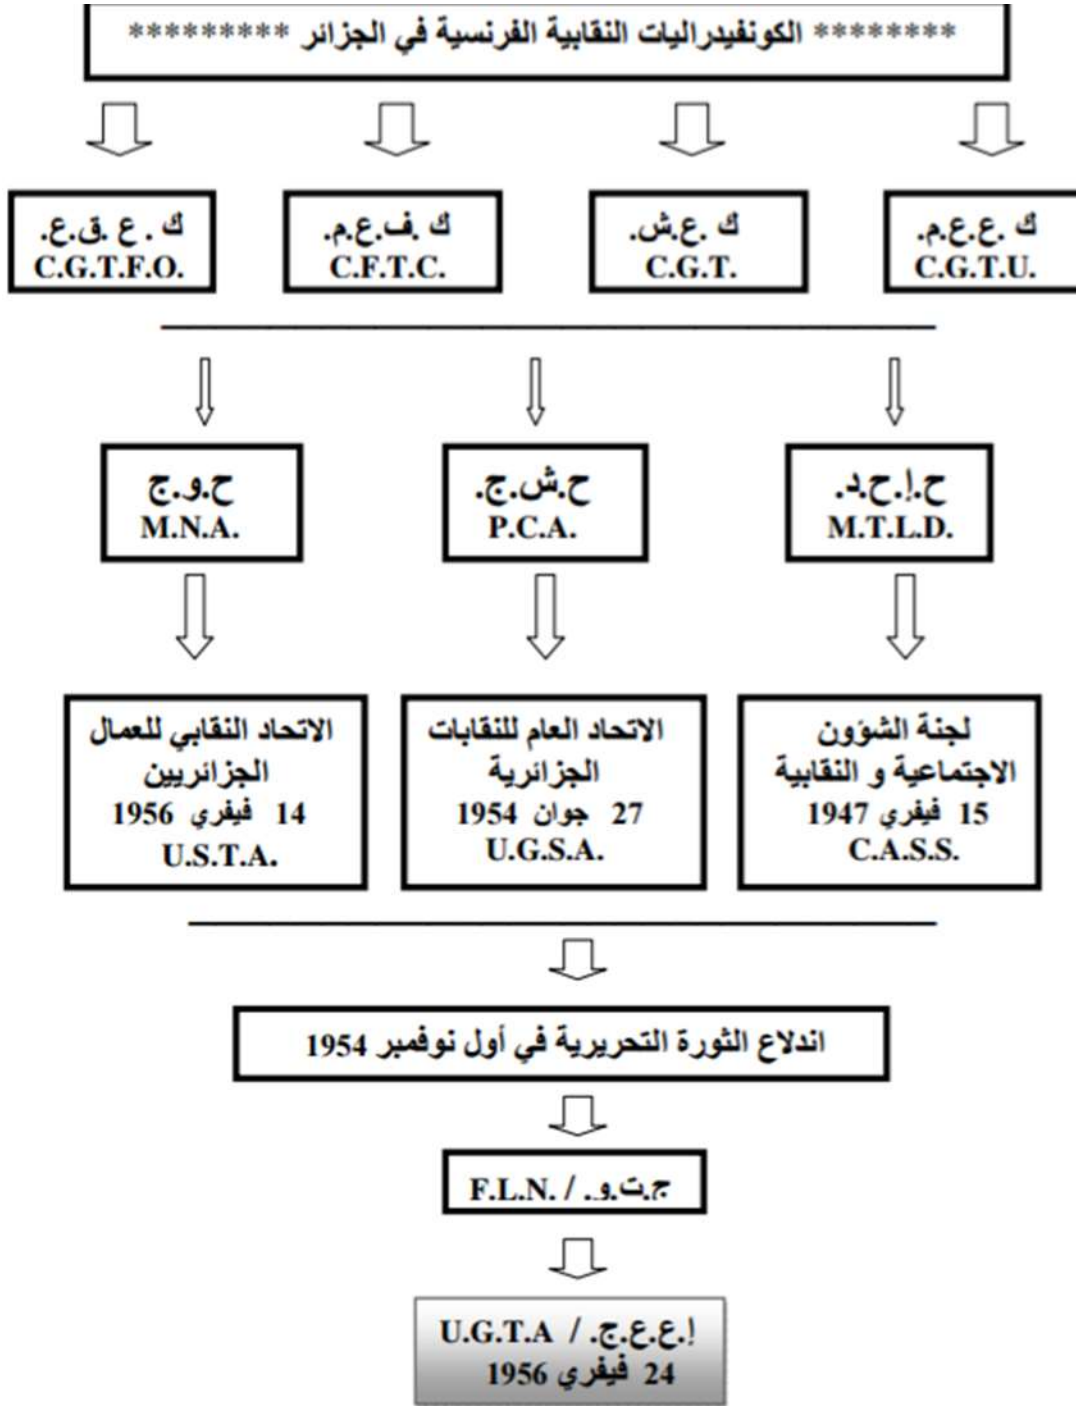 ******** الكونفيدراليات النقابية الفرنسية في الجزائر *********
ك .ع.ع.م.
C.G.T.U.
ك .ع.ش.
C.G.T.
ك .ف.ع.م.
C.F.T.C.
ك . ع .ق.ع.
C.G.T.F.O.
ح.إ.ح.د.
M.T.L.D.
ح.ش.ج.
P.C.A.
ح.و.ج
M.N.A.
لجنة الشؤون
الاجتماعية و النقابية
15 فيفري 1947
C.A.S.S.
الاتحاد العام للنقابات
الجزائرية
27 جوان 1954
U.G.S.A.
الاتحاد النقابي للعمال
الجزائريين
14 فيفري 1956
U.S.T.A.
اندلاع الثورة التحريرية في أول نوفمبر 1954
ج.ت.و. / F.L.N.
إ.ع.ع.ج. / U.G.T.A
24 فيفري 1956